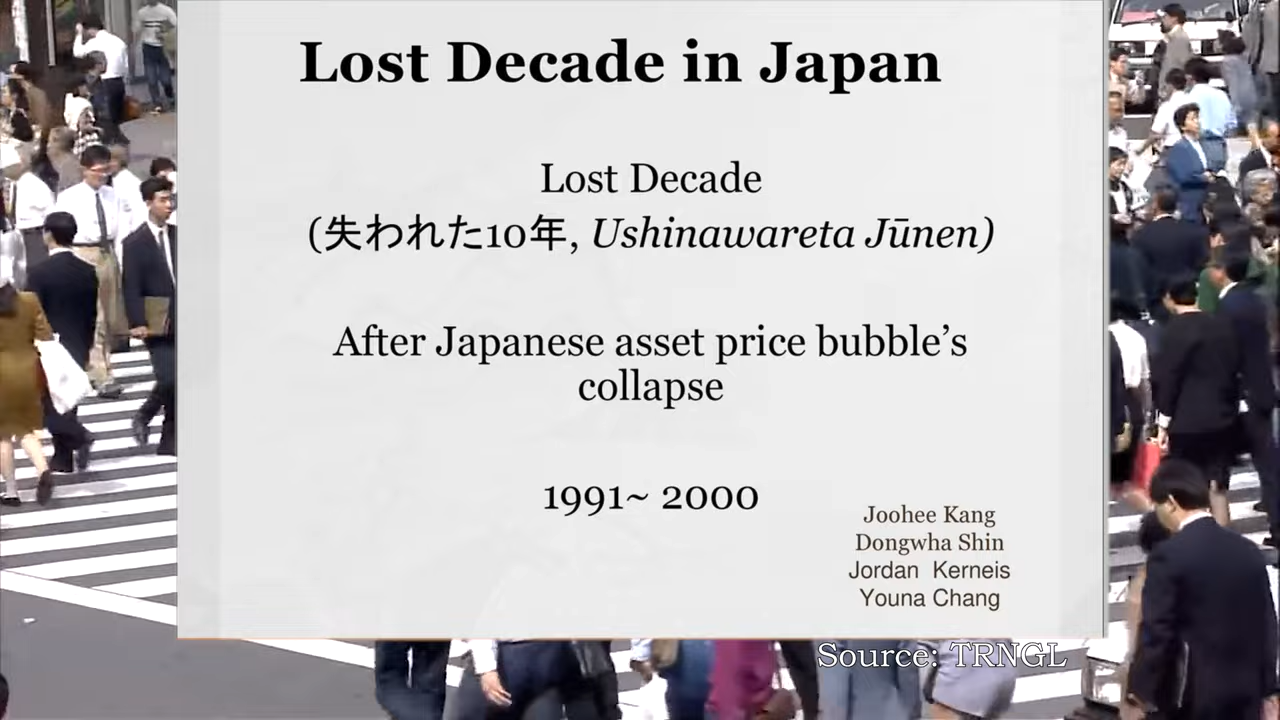 Lost Decade in Japan
Lost Decade
(失われた10年, Ushinawareta Jūnen)
After Japanese asset price bubble’s
collapse
1991~ 2000
Joohee Kang
Dongwha Shin
Jordan Kerneis
Youna Chang
Source: TRNGL